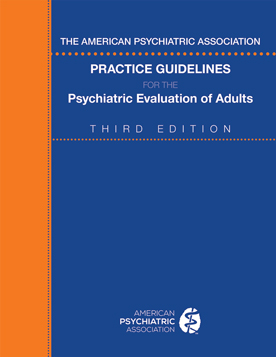 THE AMERICAN PSYCHIATRIC ASSOCIATION
PRACTICE GUIDELINES
FOR THE
Psychiatric Evaluation of Adults
THIRD EDITION
AMERICAN
PSYCHIATRIC
ASSOCIATION